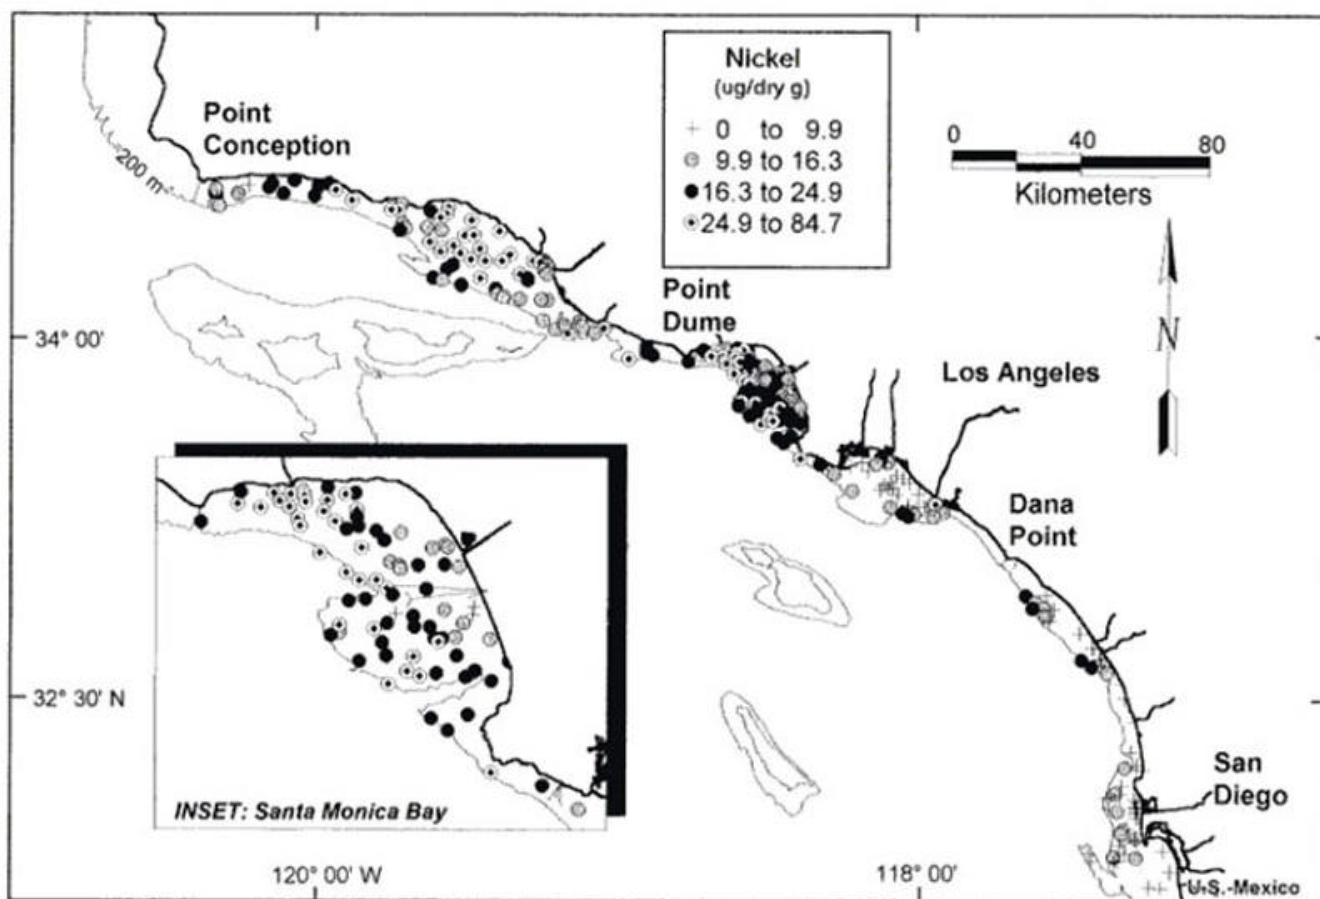 Nickel
(ug/dry g)
0 to 9.9
9.9 to 16.3
16.3 to 24.9
24.9 to 84.7
0 40 80
Kilometers
Point
Conception
200 m
Point
Dume
N
34° 00'
Los Angeles
Dana
Point
32° 30' N
San
Diego
INSET: Santa Monica Bay
120° 00' W
118° 00'
U.S.-Mexico